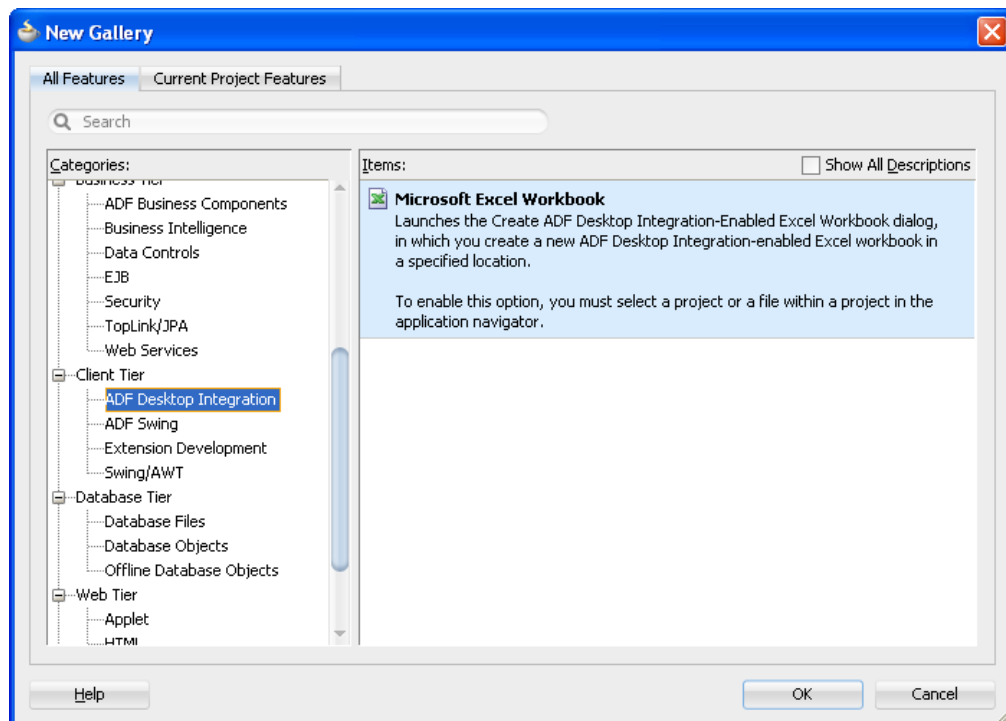 New Gallery
All Features
Current Project Features
Search
Categories:
Items:
Show All Descriptions
Business Tier
ADF Business Components
Business Intelligence
Data Controls
EJB
Security
TopLink/JPA
Web Services
Client Tier
ADF Desktop Integration
ADF Swing
Extension Development
Swing/AWT
Database Tier
Database Files
Database Objects
Offline Database Objects
Web Tier
Applet
HTML
Microsoft Excel Workbook
Launches the Create ADF Desktop Integration-Enabled Excel Workbook dialog,
in which you create a new ADF Desktop Integration-enabled Excel workbook in
a specified location.
To enable this option, you must select a project or a file within a project in the
application navigator.
Help
OK
Cancel